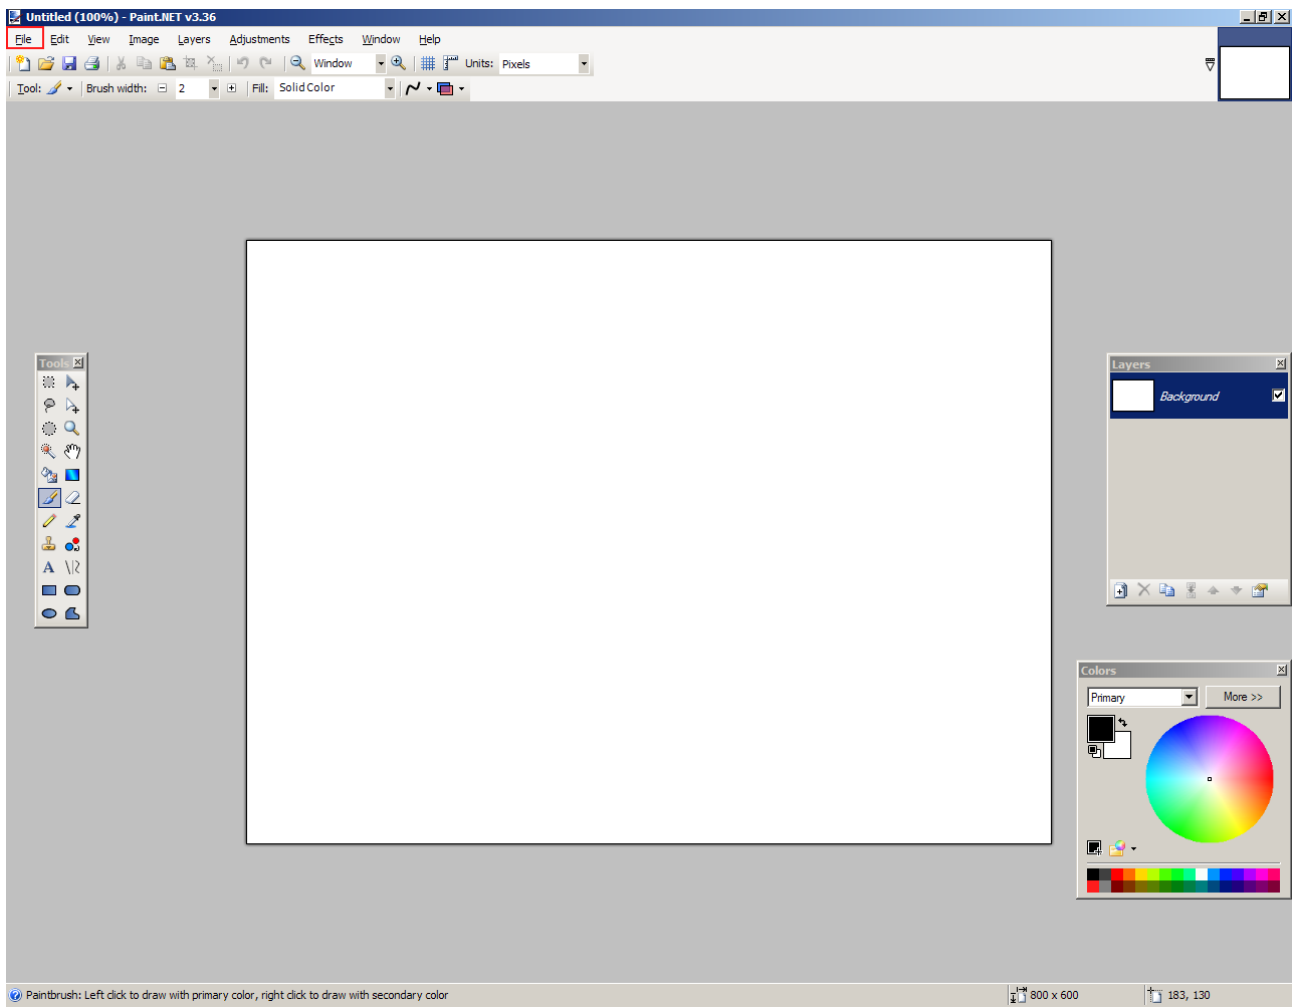 Untitled (100%) - Paint.NET v3.36
File Edit View Image Layers Adjustments Effects Window Help
Window Units: Pixels
Tool: Brush width: 2 Fill: Solid Color
Tools
Layers
Background
Colors
Primary More >>
Paintbrush: Left click to draw with primary color, right click to draw with secondary color 800 x 600 183, 130